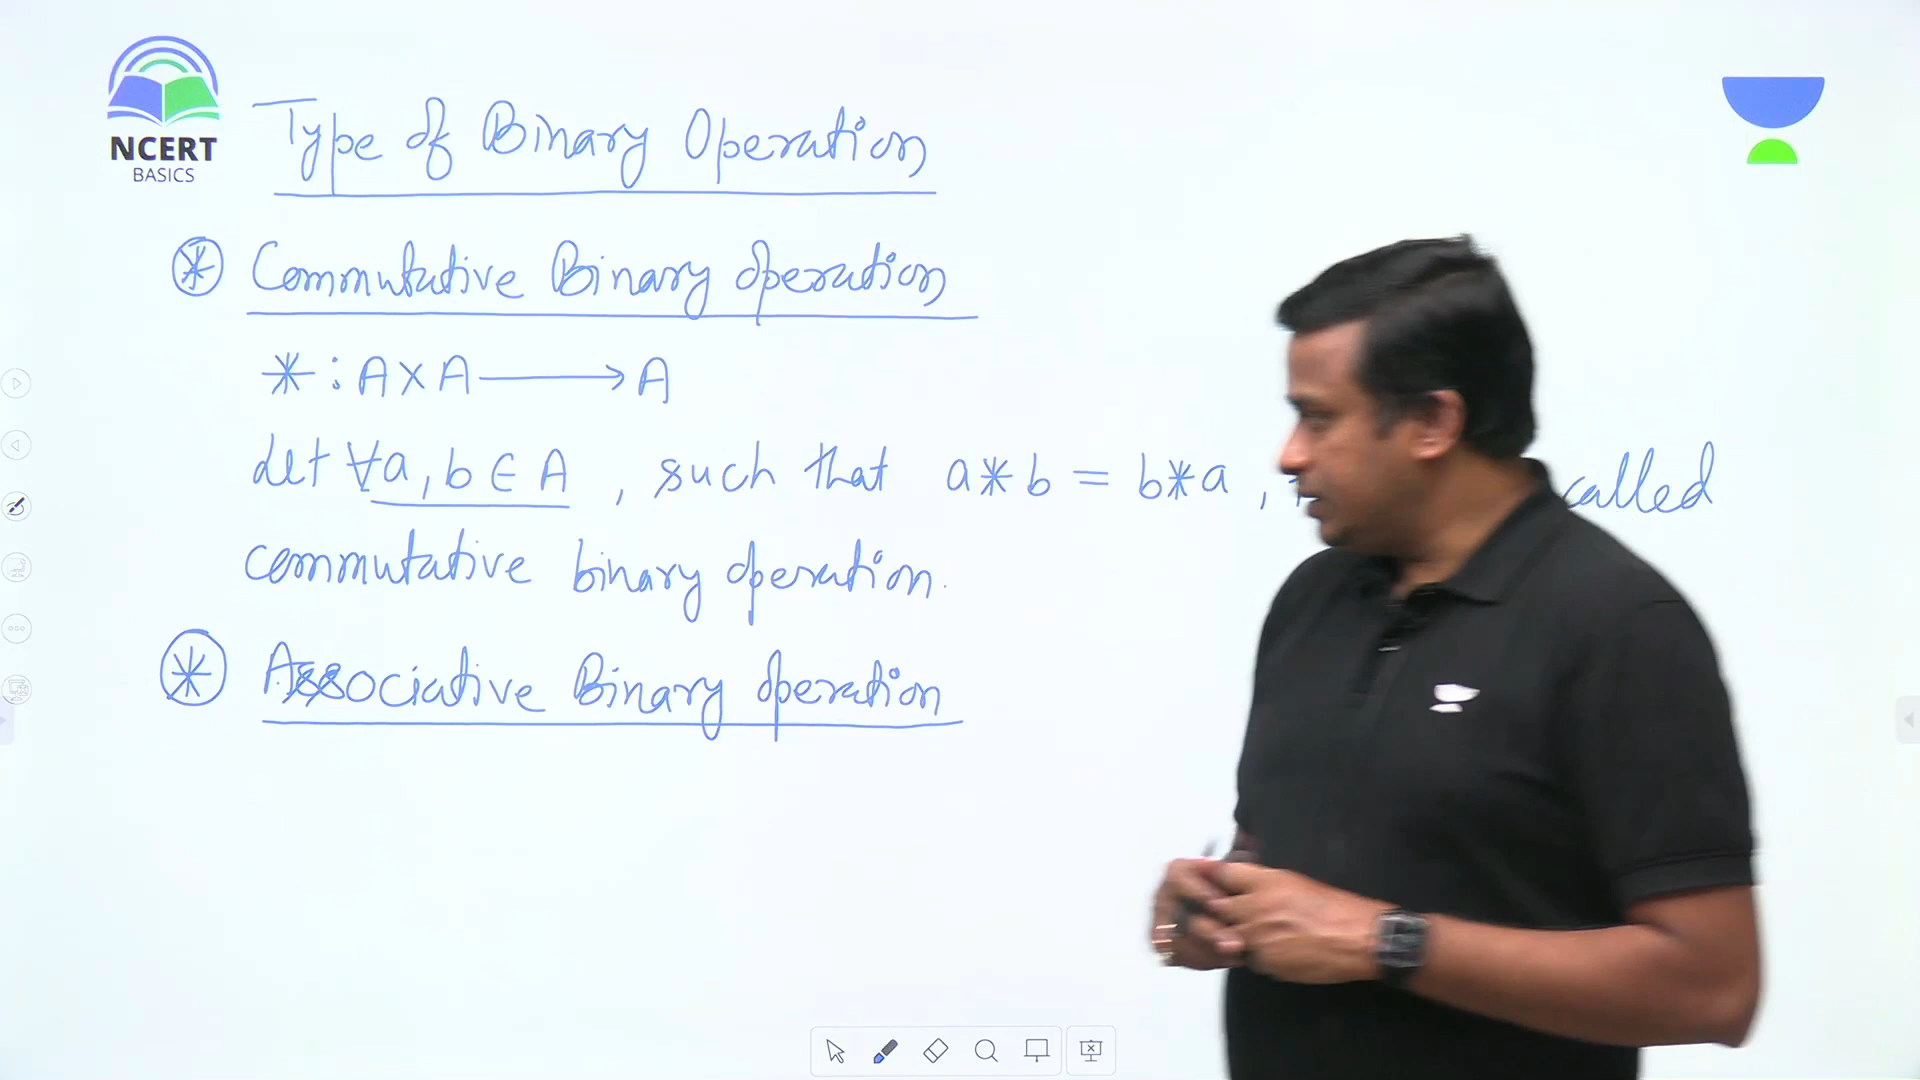 NCERT
BASICS
Type of Binary Operation
* Commutative Binary operation
* : A X A ⟶ A
Let ∀a, b ∈ A , such that a * b = b * a , called
commutative binary operation.
* Associative Binary operation